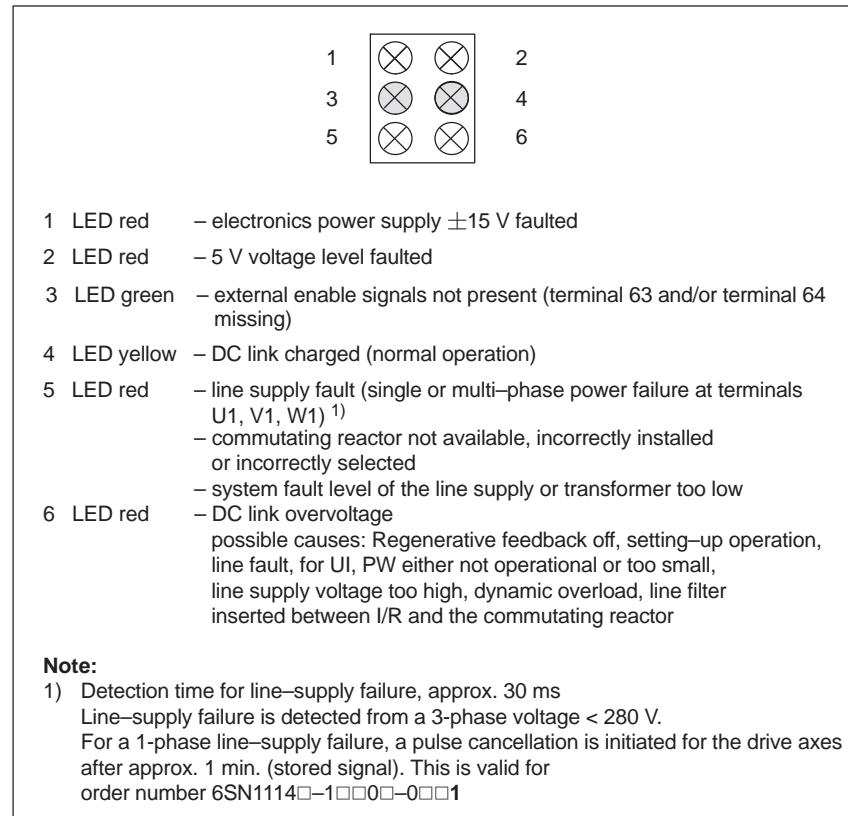 1 2
3 4
5 6
1 LED red – electronics power supply ±15 V faulted
2 LED red – 5 V voltage level faulted
3 LED green – external enable signals not present (terminal 63 and/or terminal 64
missing)
4 LED yellow – DC link charged (normal operation)
5 LED red – line supply fault (single or multi–phase power failure at terminals
U1, V1, W1) 1)
– commutating reactor not available, incorrectly installed
or incorrectly selected
– system fault level of the line supply or transformer too low
6 LED red – DC link overvoltage
possible causes: Regenerative feedback off, setting–up operation,
line fault, for UI, PW either not operational or too small,
line supply voltage too high, dynamic overload, line filter
inserted between I/R and the commutating reactor
Note:
1) Detection time for line–supply failure, approx. 30 ms
Line–supply failure is detected from a 3-phase voltage < 280 V.
For a 1-phase line–supply failure, a pulse cancellation is initiated for the drive axes
after approx. 1 min. (stored signal). This is valid for
order number 6SN1114□–1□□0□–0□□1